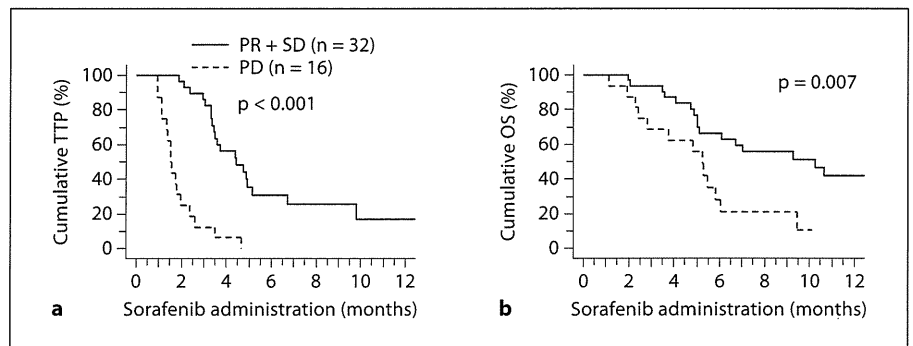 PR + SD (n = 32)
PD (n = 16)
p < 0.001
Cumulative TTP (%)
100
80
60
40
20
0
0 2 4 6 8 10 12
Sorafenib administration (months)
a
p = 0.007
Cumulative OS (%)
100
80
60
40
20
0
0 2 4 6 8 10 12
Sorafenib administration (months)
b